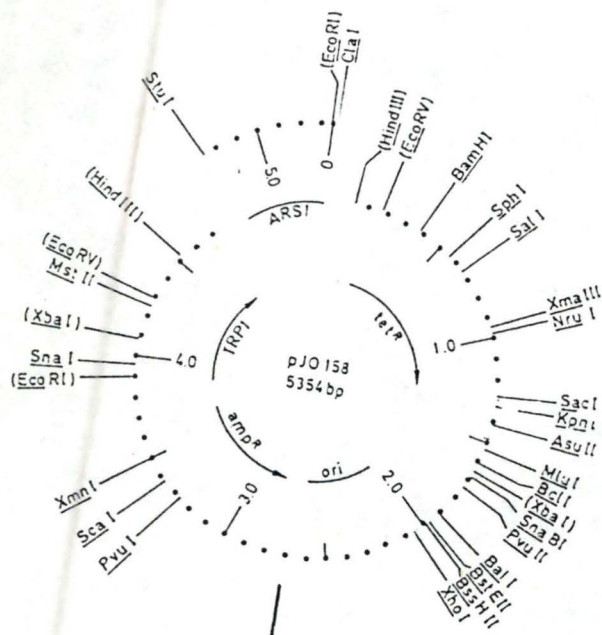 (EcoRI)
ClaI
(HindIII)
(EcoRV)
BamHI
SphI
SalI
XmaIII
NruI
SacI
KpnI
AsuII
MluI
BclI
(XbaI)
SnaBI
PvuII
BalI
BstEII
BssHII
XhoI
PvuI
ScaI
XmnI
(EcoRI)
SnaI
(XbaI)
MstII
(EcoRV)
(HindIII)
StuI
0
1.0
2.0
3.0
4.0
5.0
ARS1
tetR
ori
ampR
TRP1
pJO158
5354bp